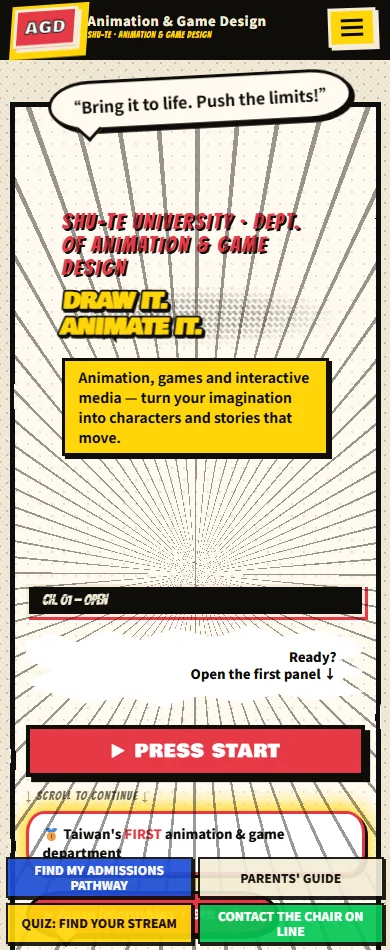 AGD
Animation & Game Design
SHU-TE · ANIMATION & GAME DESIGN
“Bring it to life. Push the limits!”
SHU-TE UNIVERSITY · DEPT.
OF ANIMATION & GAME
DESIGN
DRAW IT.
ANIMATE IT.
Animation, games and interactive
media — turn your imagination
into characters and stories that
move.
CH. 01 — OPEN
Ready?
Open the first panel ↓
▶ PRESS START
↓ SCROLL TO CONTINUE ↓
🏅 Taiwan's FIRST animation & game
department
FIND MY ADMISSIONS
PATHWAY
PARENTS' GUIDE
QUIZ: FIND YOUR STREAM
CONTACT THE CHAIR ON
LINE